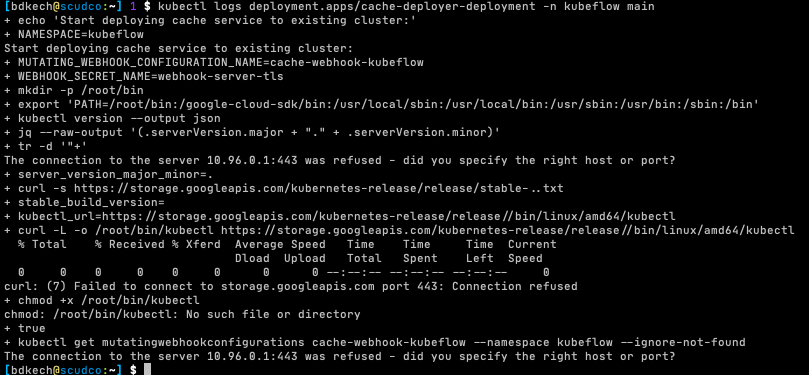 [bdkech@scudco] 1 $ kubectl logs deployment.apps/cache-deployer-deployment -n kubeflow main
+ echo 'Start deploying cache service to existing cluster:'
+ NAMESPACE=kubeflow
Start deploying cache service to existing cluster:
+ MUTATING_WEBHOOK_CONFIGURATION_NAME=cache-webhook-kubeflow
+ WEBHOOK_SECRET_NAME=webhook-server-tls
+ mkdir -p /root/bin
+ export 'PATH=/root/bin:/google-cloud-sdk/bin:/usr/local/sbin:/usr/local/bin:/usr/sbin:/usr/bin:/sbin:/bin'
+ kubectl version --output json
+ jq --raw-output '(.serverVersion.major + "." + .serverVersion.minor)'
+ tr -d '"+'
The connection to the server 10.96.0.1:443 was refused - did you specify the right host or port?
+ server_version_major_minor=.
+ curl -s https://storage.googleapis.com/kubernetes-release/release/stable-..txt
+ stable_build_version=
+ kubectl_url=https://storage.googleapis.com/kubernetes-release/release//bin/linux/amd64/kubectl
+ curl -L -o /root/bin/kubectl https://storage.googleapis.com/kubernetes-release/release//bin/linux/amd64/kubectl
% Total % Received % Xferd Average Speed Time Time Time Current
Dload Upload Total Spent Left Speed
0 0 0 0 0 0 0 0 --:--:-- --:--:-- --:--:-- 0
curl: (7) Failed to connect to storage.googleapis.com port 443: Connection refused
+ chmod +x /root/bin/kubectl
chmod: /root/bin/kubectl: No such file or directory
+ true
+ kubectl get mutatingwebhookconfigurations cache-webhook-kubeflow --namespace kubeflow --ignore-not-found
The connection to the server 10.96.0.1:443 was refused - did you specify the right host or port?
[bdkech@scudco] $